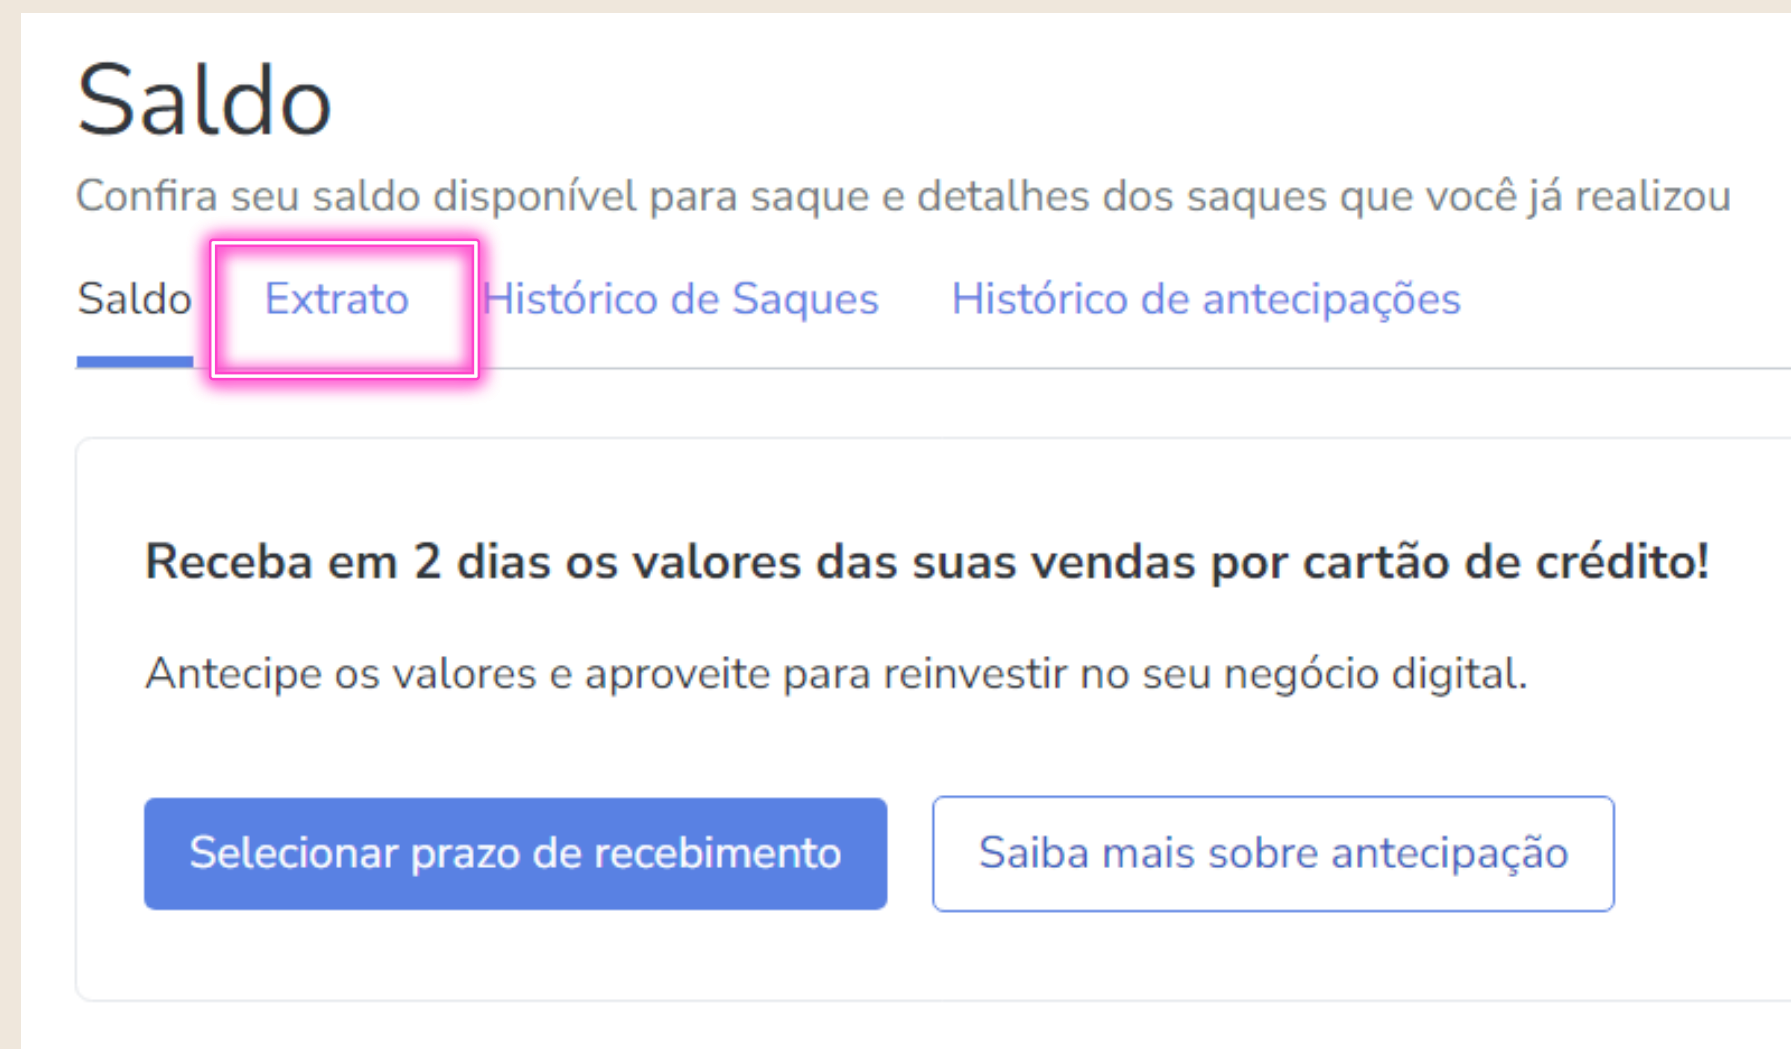 Saldo
Confira seu saldo disponível para saque e detalhes dos saques que você já realizou
Saldo Extrato Histórico de Saques Histórico de antecipações
Receba em 2 dias os valores das suas vendas por cartão de crédito!
Antecipe os valores e aproveite para reinvestir no seu negócio digital.
Selecionar prazo de recebimento Saiba mais sobre antecipação